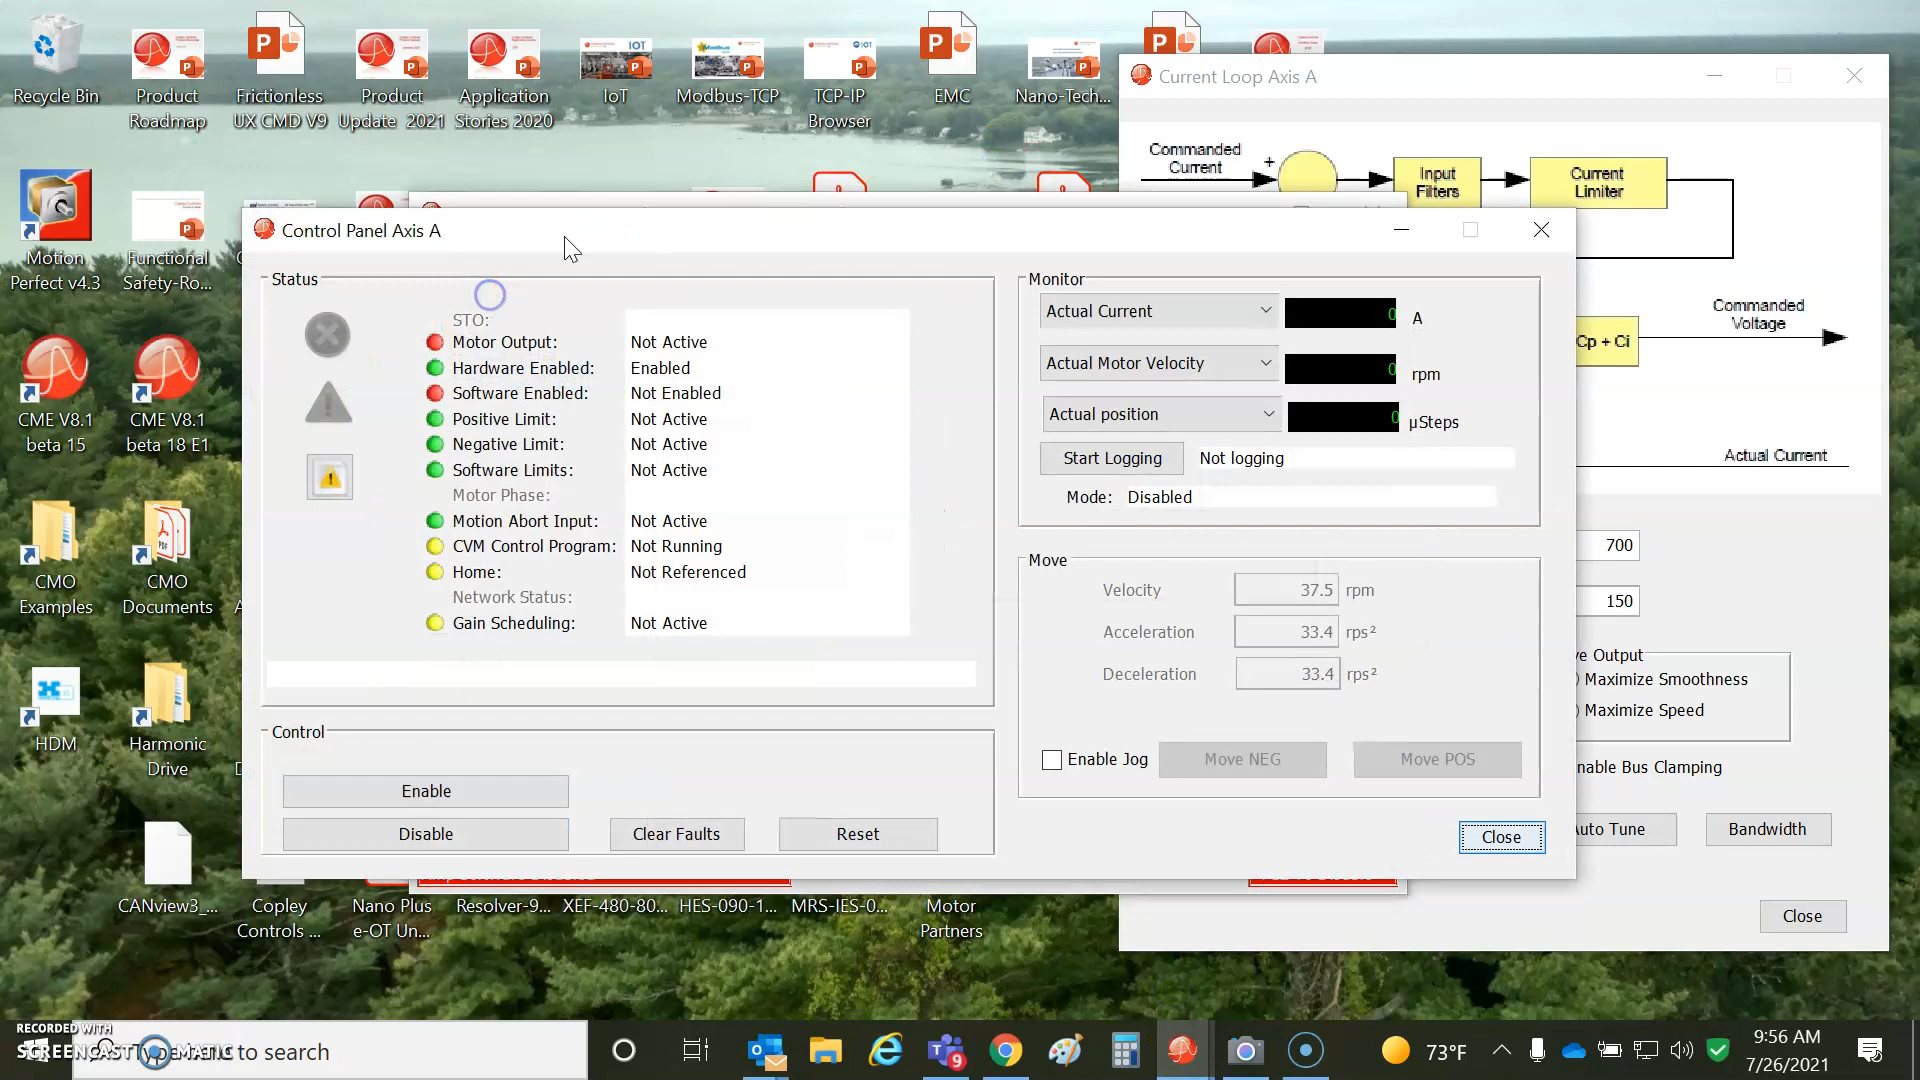 Recycle Bin
Product Roadmap
Frictionless UX CMD V9
Product Update 2021
Application Stories 2020
IoT
Modbus-TCP
TCP-IP Browser
EMC
Nano-Tech...
Current Loop Axis A
Commanded Current
+
Input Filters
Current Limiter
Motion Perfect v4.3
Functional Safety-Ro...
Control Panel Axis A
Status
STO:
Motor Output: Not Active
Hardware Enabled: Enabled
Software Enabled: Not Enabled
Positive Limit: Not Active
Negative Limit: Not Active
Software Limits: Not Active
Motor Phase:
Motion Abort Input: Not Active
CVM Control Program: Not Running
Home: Not Referenced
Network Status:
Gain Scheduling: Not Active
Monitor
Actual Current 0 A
Actual Motor Velocity 0 rpm
Actual position 0 µSteps
Start Logging Not logging
Mode: Disabled
Move
Velocity 37.5 rpm
Acceleration 33.4 rps²
Deceleration 33.4 rps²
Enable Jog Move NEG Move POS
Control
Enable
Disable Clear Faults Reset
Close
Commanded Voltage
Cp + Ci
Actual Current
700
150
Output
Maximize Smoothness
Maximize Speed
Bus Clamping
Tune Bandwidth
Close
CME V8.1 beta 15
CME V8.1 beta 18 E1
CMO Examples
CMO Documents
HDM
Harmonic Drive
CANview3_...
Copley Controls ...
Nano Plus e-OT Un...
Resolver-9...
XEF-480-80...
HES-090-1...
MRS-IES-0...
Motor Partners
RECORDED WITH
SCREENCAST MATIC
to search
9
73°F
9:56 AM
7/26/2021